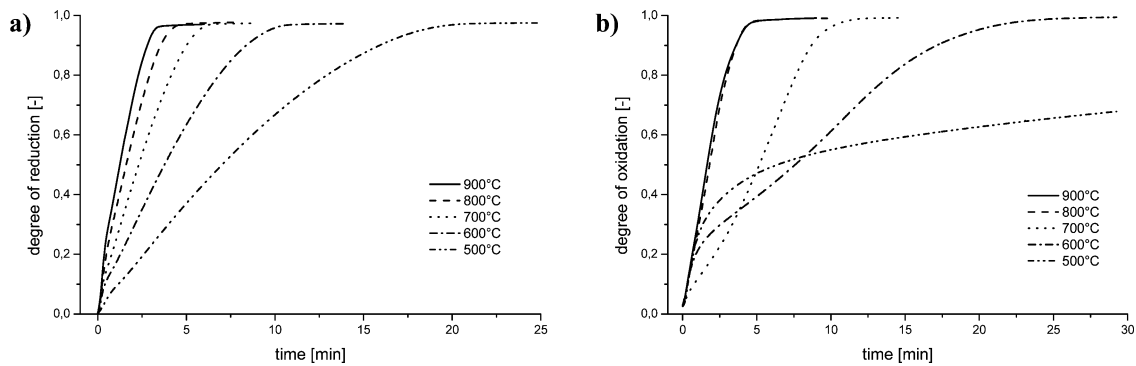 a)
degree of reduction [-]
1,0
0,8
0,6
0,4
0,2
0,0
900°C
800°C
700°C
600°C
500°C
0 5 10 15 20 25
time [min]
b)
degree of oxidation [-]
1,0
0,8
0,6
0,4
0,2
0,0
900°C
800°C
700°C
600°C
500°C
0 5 10 15 20 25 30
time [min]